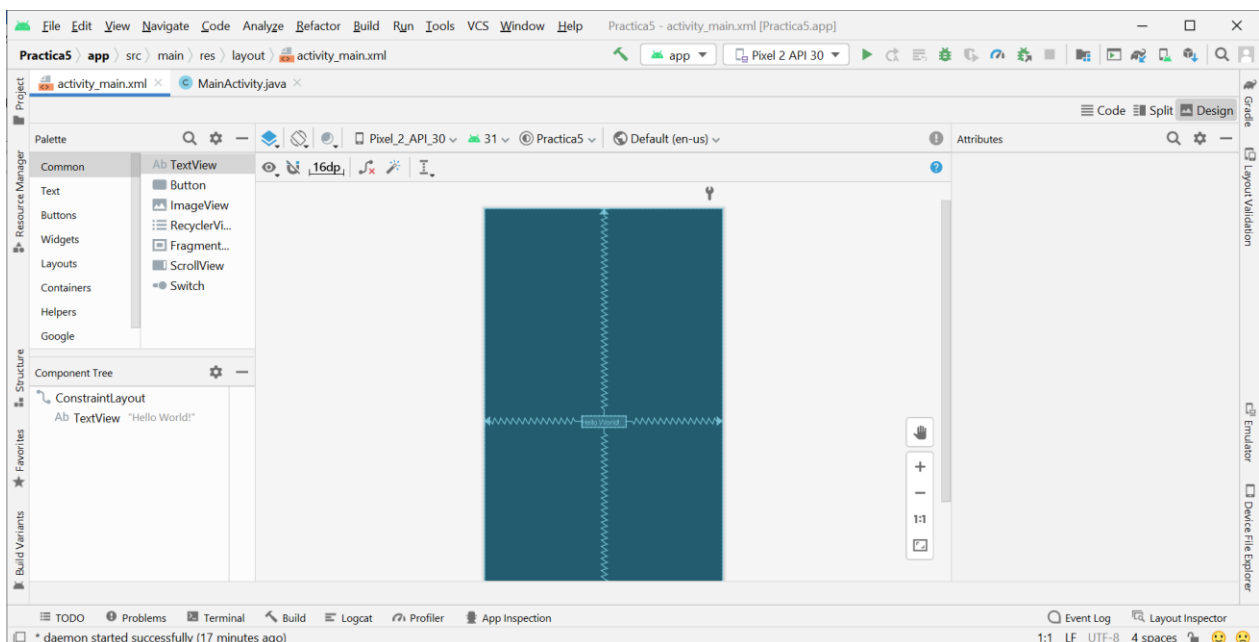 File Edit View Navigate Code Analyze Refactor Build Run Tools VCS Window Help Practica5 - activity_main.xml [Practica5.app]
Practica5 app src main res layout activity_main.xml app Pixel 2 API 30
activity_main.xml MainActivity.java
Code Split Design
Palette Pixel_2_API_30 31 Practica5 Default (en-us) Attributes
Common
Text
Buttons
Widgets
Layouts
Containers
Helpers
Google
Ab TextView
Button
ImageView
RecyclerVi...
Fragment...
ScrollView
Switch
16dp
Component Tree
ConstraintLayout
Ab TextView "Hello World!"
Hello World!
1:1
Project
Resource Manager
Structure
Favorites
Build Variants
Gradle
Layout Validation
Emulator
Device File Explorer
TODO Problems Terminal Build Logcat Profiler App Inspection Event Log Layout Inspector
* daemon started successfully (17 minutes ago) 1:1 LF UTF-8 4 spaces